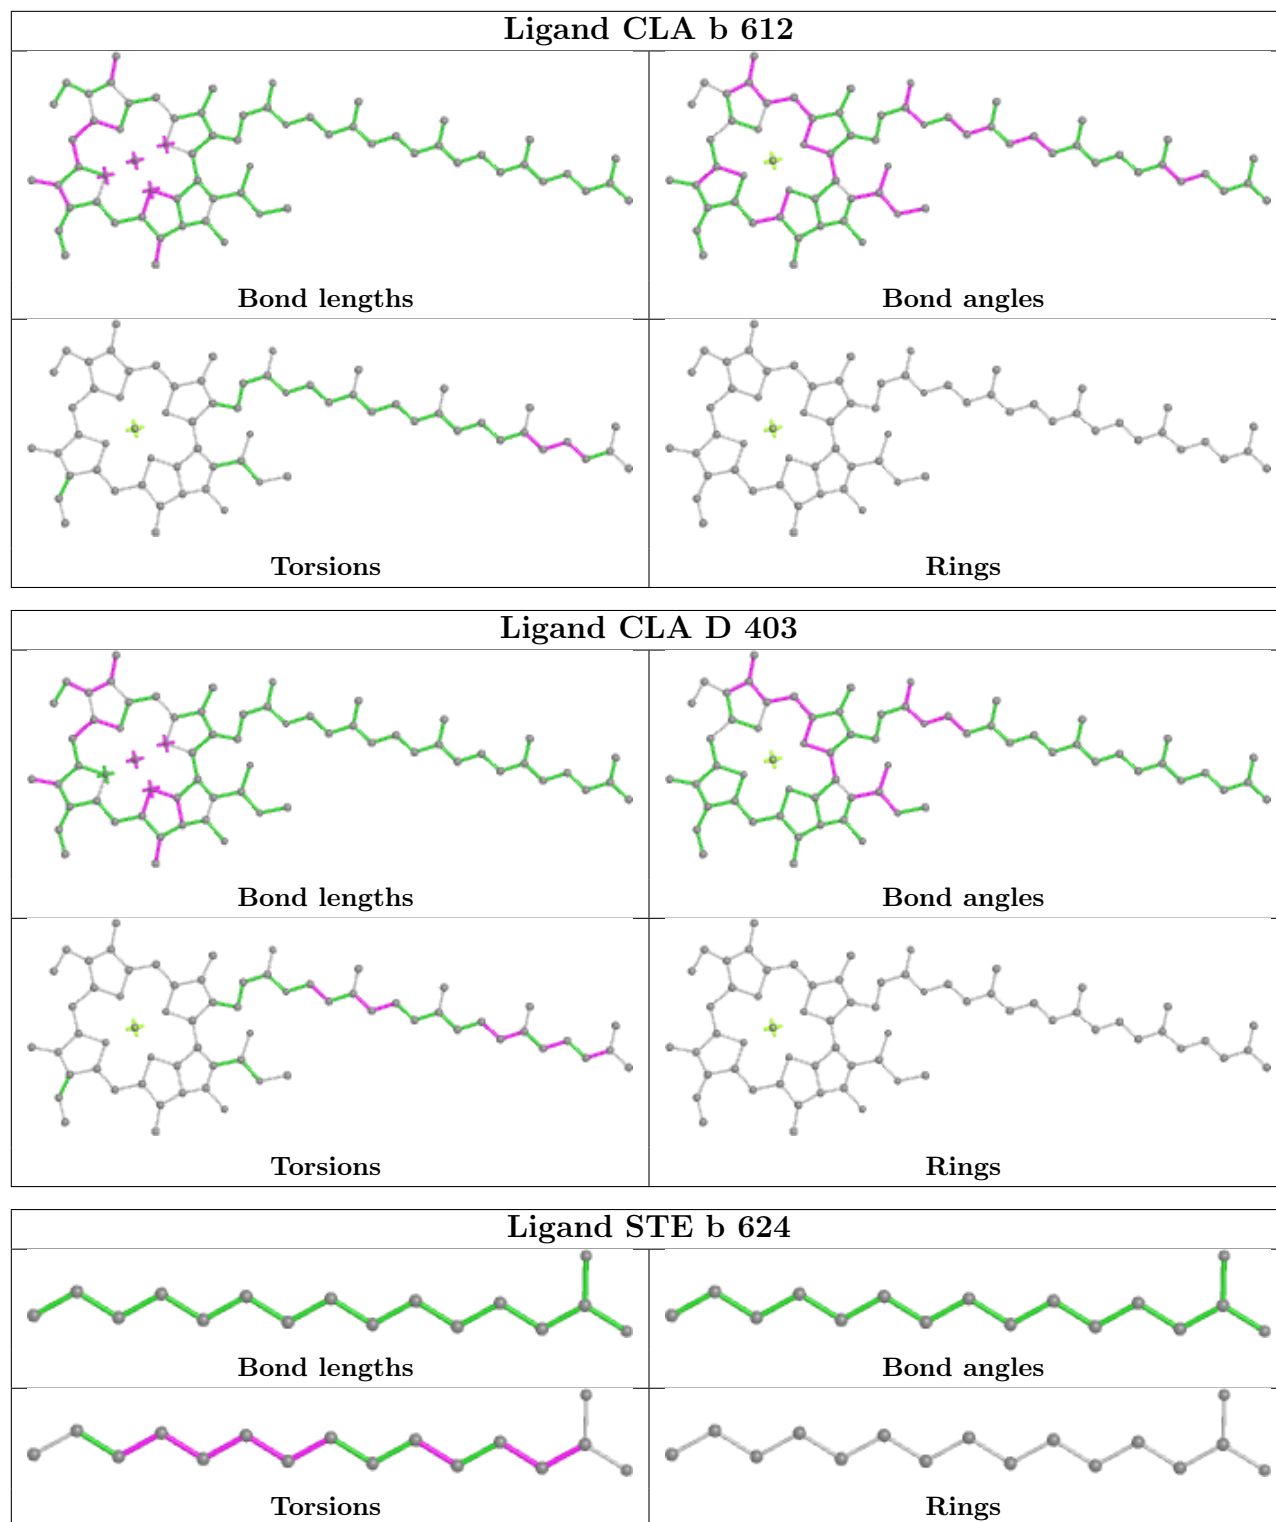 Ligand CLA b 612
Bond lengths
Bond angles
Torsions
Rings
Ligand CLA D 403
Bond lengths
Bond angles
Torsions
Rings
Ligand STE b 624
Bond lengths
Bond angles
Torsions
Rings